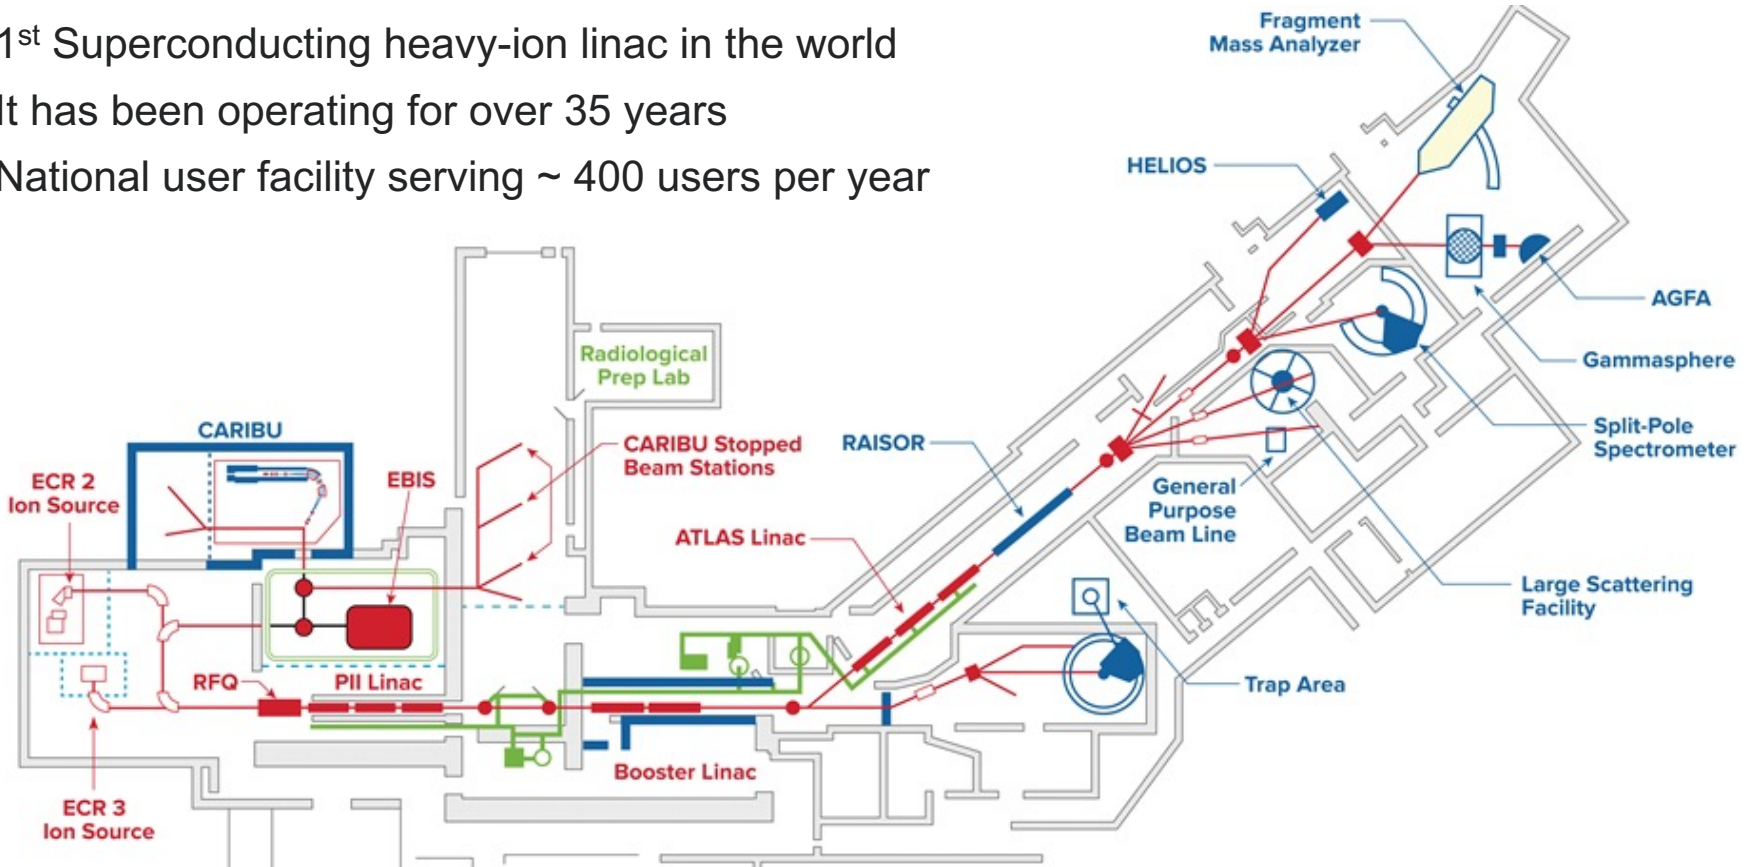 1st Superconducting heavy-ion linac in the world
It has been operating for over 35 years
National user facility serving ~ 400 users per year
Fragment
Mass Analyzer
HELIOS
AGFA
Gammasphere
Radiological
Prep Lab
CARIBU
Split-Pole
Spectrometer
CARIBU Stopped
Beam Stations
RAISOR
ECR 2
Ion Source
EBIS
General
Purpose
Beam Line
ATLAS Linac
Large Scattering
Facility
RFQ
PII Linac
Trap Area
Booster Linac
ECR 3
Ion Source